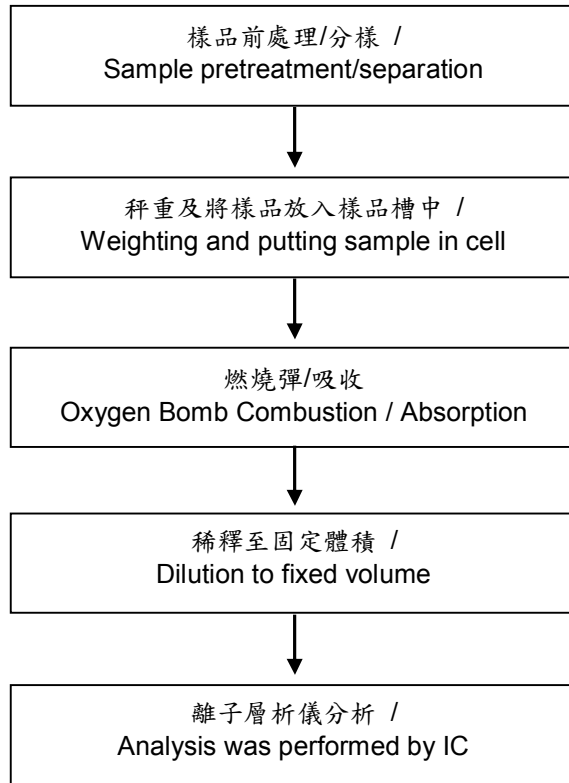 樣品前處理/分樣 /
Sample pretreatment/separation
秤重及將樣品放入樣品槽中 /
Weighting and putting sample in cell
燃燒彈/吸收
Oxygen Bomb Combustion / Absorption
稀釋至固定體積 /
Dilution to fixed volume
離子層析儀分析 /
Analysis was performed by IC